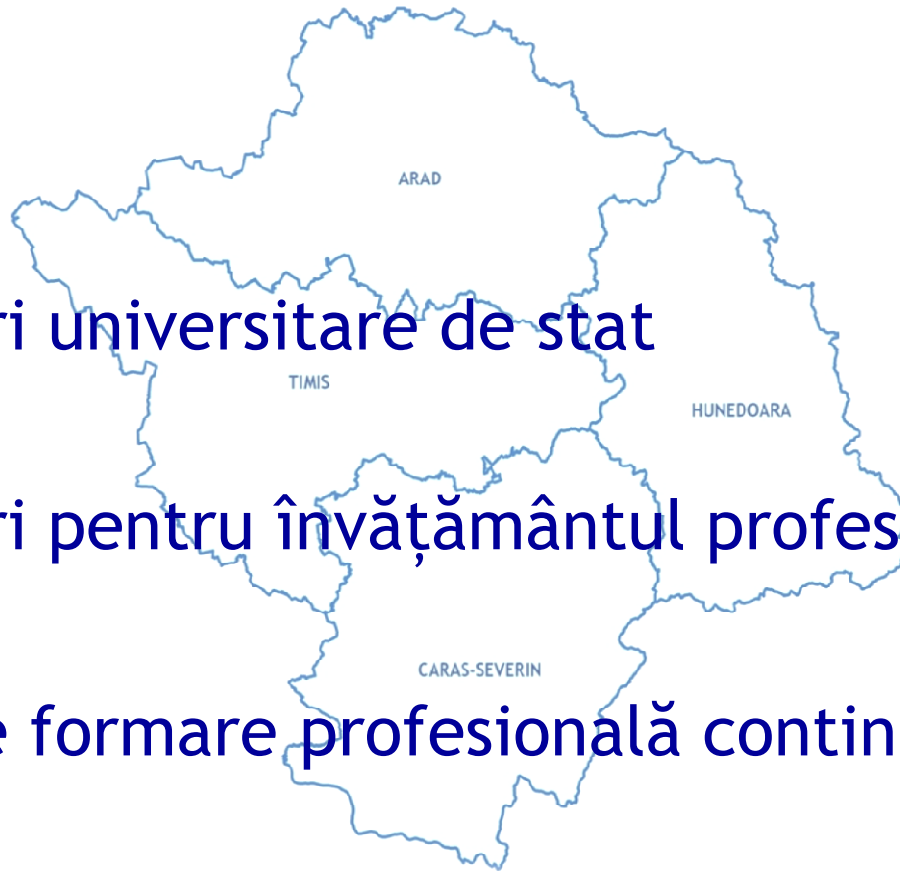 ARAD
ri universitare de stat
TIMIS
HUNEDOARA
ri pentru învățământul profes
CARAS-SEVERIN
e formare profesională contin